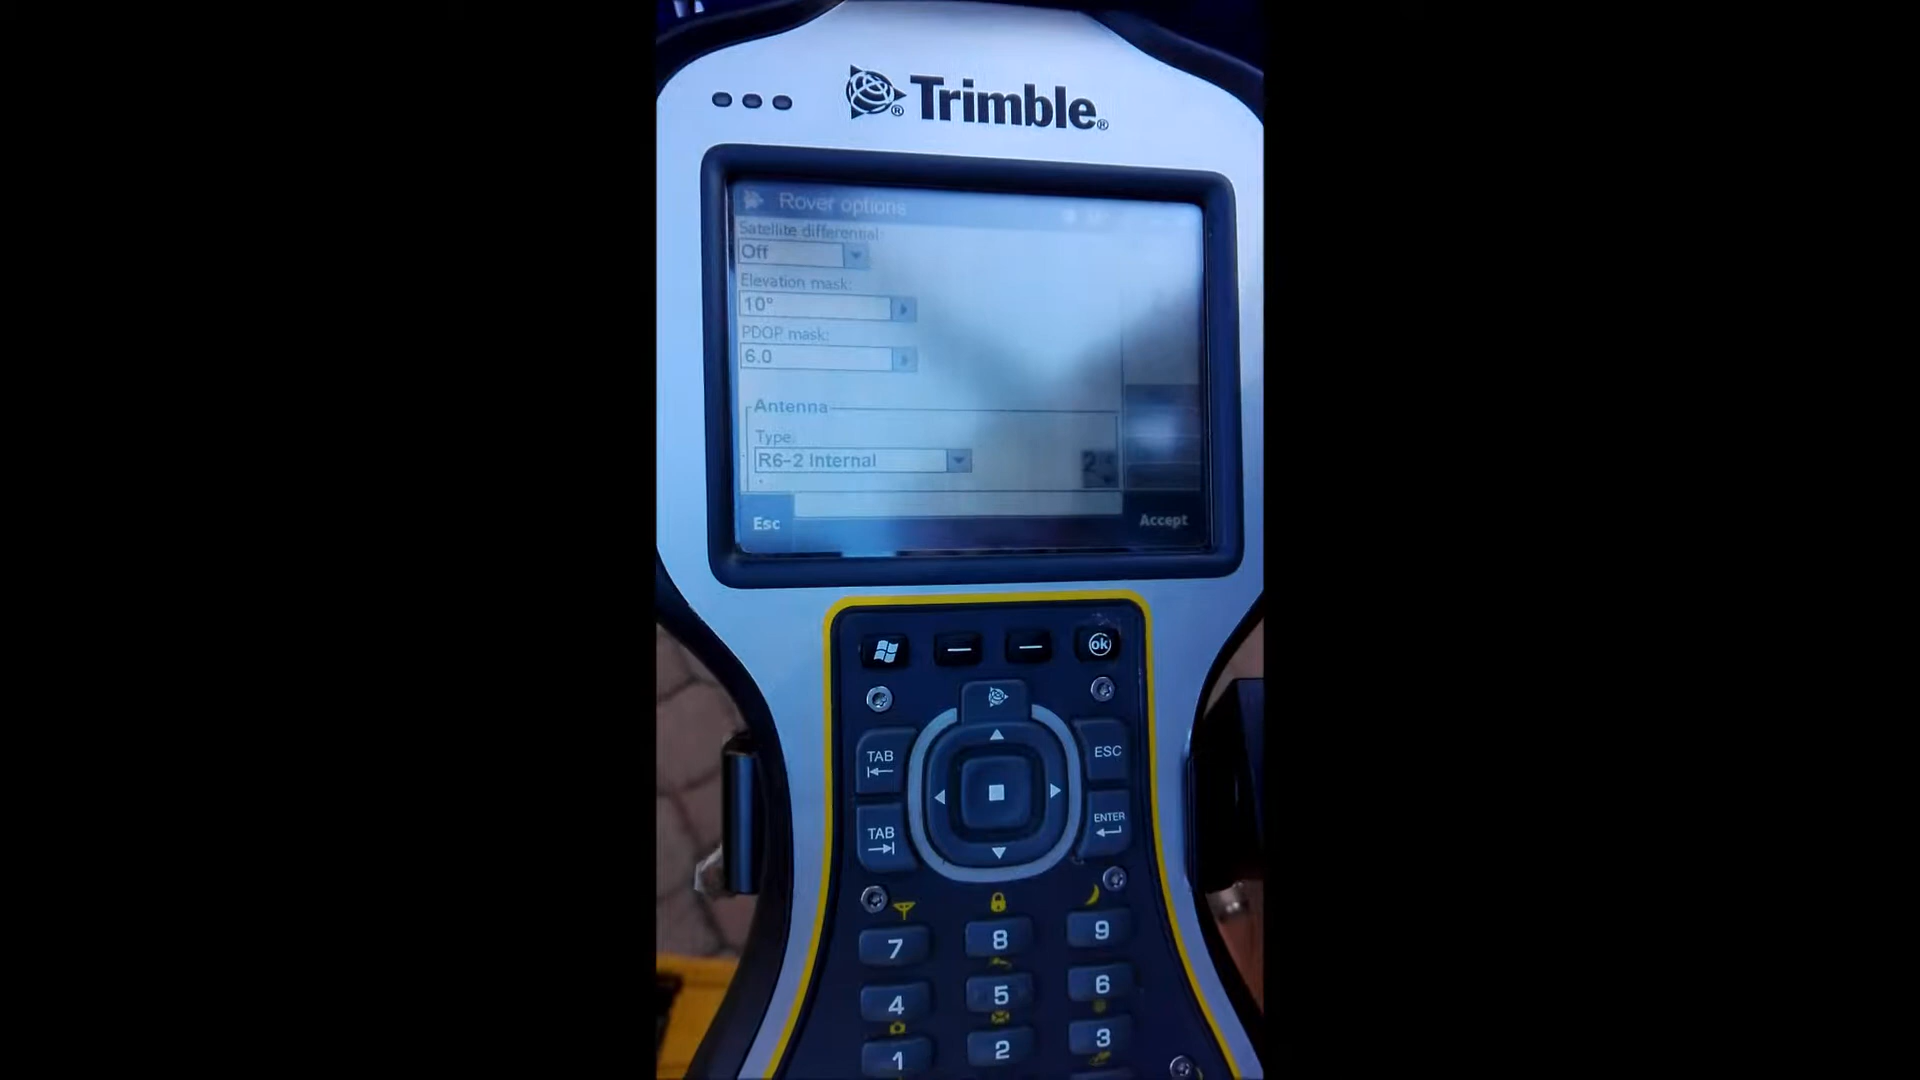 Trimble
Rover options
Satellite differential:
Off
Elevation mask:
10°
PDOP mask:
6.0
Antenna
Type:
R6-2 Internal
2
Esc
Accept
ok
TAB
ESC
TAB
ENTER
7
8
9
4
5
6
1
2
3